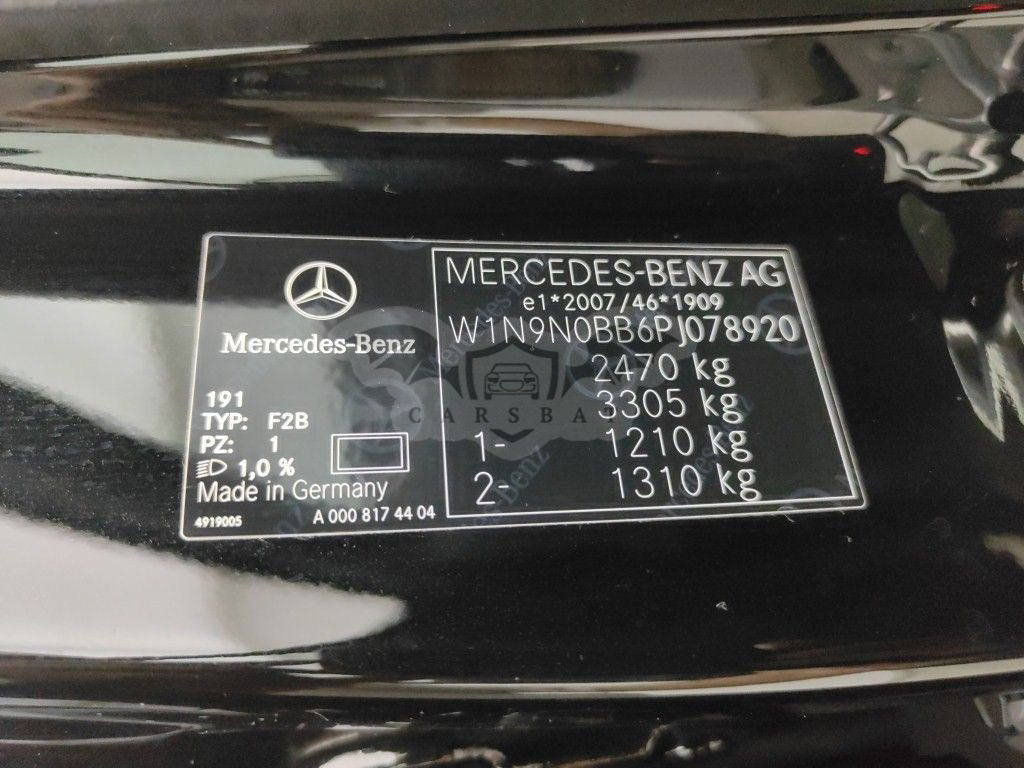 Mercedes-Benz
191
TYP: F2B
PZ: 1
1,0 %
Made in Germany
4919005 A 000 817 44 04
MERCEDES-BENZ AG
e1*2007/46*1909
W1N9N0BB6PJ078920
2470 kg
3305 kg
1- 1210 kg
2- 1310 kg